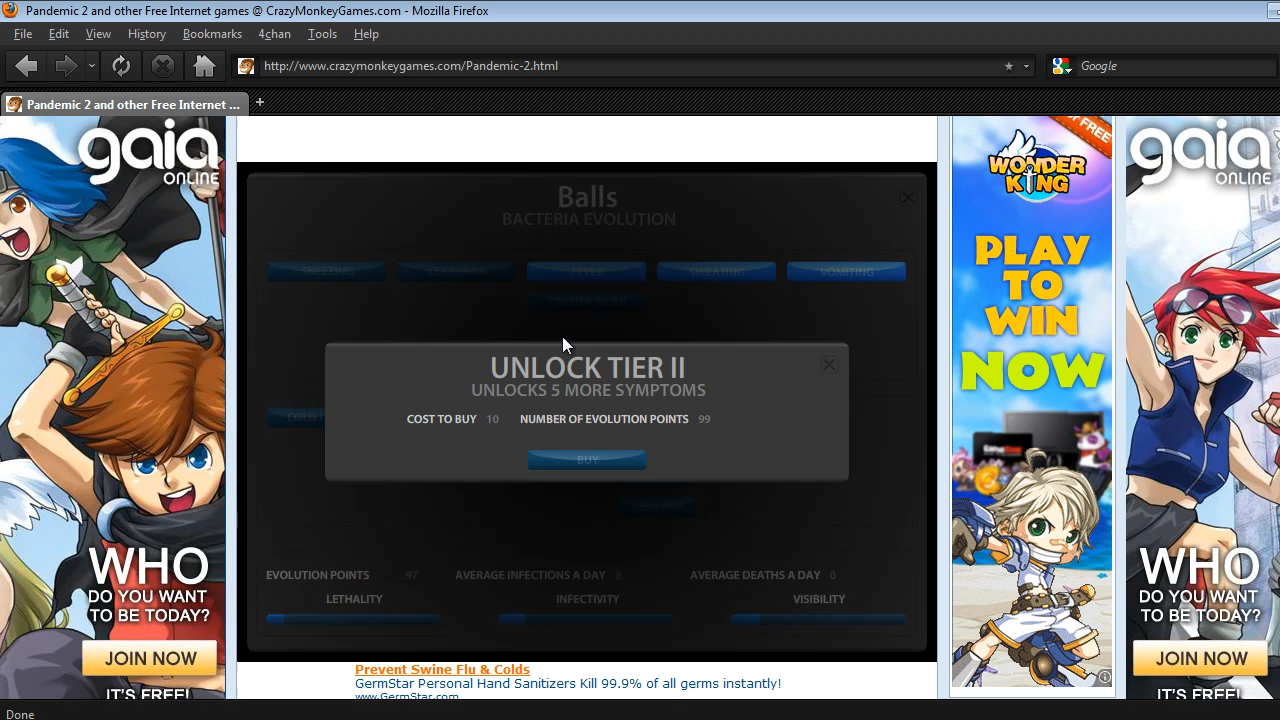 Pandemic 2 and other Free Internet games @ CrazyMonkeyGames.com - Mozilla Firefox
File Edit View History Bookmarks 4chan Tools Help
http://www.crazymonkeygames.com/Pandemic-2.html
Google
Pandemic 2 and other Free Internet ...
gaia
ONLINE
WHO
DO YOU WANT
TO BE TODAY?
JOIN NOW
IT'S FREE!
Balls
BACTERIA EVOLUTION
SNEEZING
FEVER
SWEATING
VOMITING
UNLOCK TIER II
UNLOCKS 5 MORE SYMPTOMS
COST TO BUY 10 NUMBER OF EVOLUTION POINTS 99
BUY
EVOLUTION POINTS 97 AVERAGE INFECTIONS A DAY 8 AVERAGE DEATHS A DAY 0
LETHALITY INFECTIVITY VISIBILITY
Prevent Swine Flu & Colds
GermStar Personal Hand Sanitizers Kill 99.9% of all germs instantly!
www.GermStar.com
FREE
WONDER
KING
PLAY
TO
WIN
NOW
gaia
ONLINE
WHO
DO YOU WANT
TO BE TODAY?
JOIN NOW
IT'S FREE!
Done